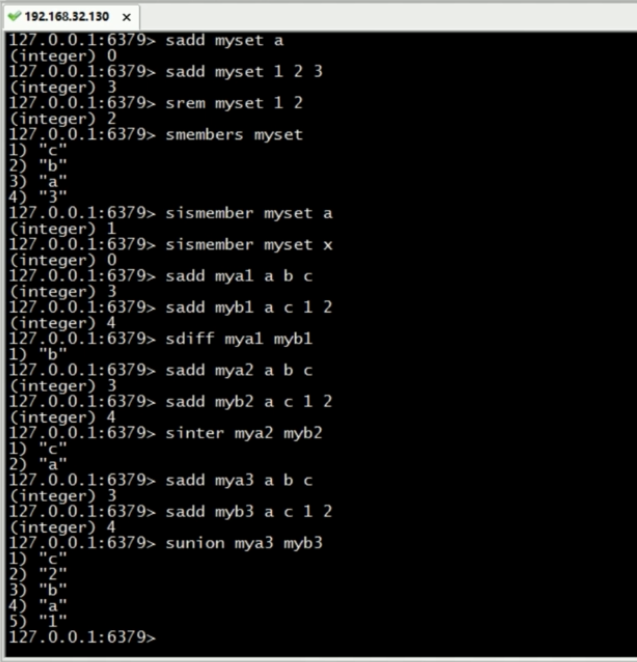 192.168.32.130 ×
127.0.0.1:6379> sadd myset a
(integer) 0
127.0.0.1:6379> sadd myset 1 2 3
(integer) 3
127.0.0.1:6379> srem myset 1 2
(integer) 2
127.0.0.1:6379> smembers myset
1) "c"
2) "b"
3) "a"
4) "3"
127.0.0.1:6379> sismember myset a
(integer) 1
127.0.0.1:6379> sismember myset x
(integer) 0
127.0.0.1:6379> sadd mya1 a b c
(integer) 3
127.0.0.1:6379> sadd myb1 a c 1 2
(integer) 4
127.0.0.1:6379> sdiff mya1 myb1
1) "b"
127.0.0.1:6379> sadd mya2 a b c
(integer) 3
127.0.0.1:6379> sadd myb2 a c 1 2
(integer) 4
127.0.0.1:6379> sinter mya2 myb2
1) "c"
2) "a"
127.0.0.1:6379> sadd mya3 a b c
(integer) 3
127.0.0.1:6379> sadd myb3 a c 1 2
(integer) 4
127.0.0.1:6379> sunion mya3 myb3
1) "c"
2) "2"
3) "b"
4) "a"
5) "1"
127.0.0.1:6379>